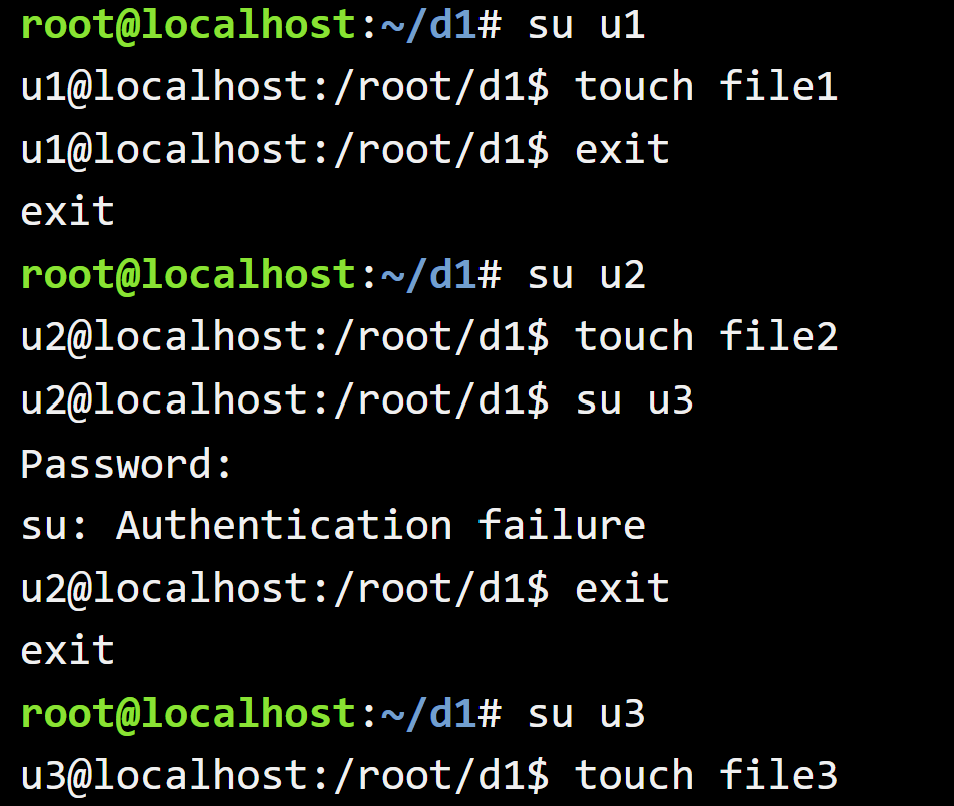 root@localhost:~/d1# su u1
u1@localhost:/root/d1$ touch file1
u1@localhost:/root/d1$ exit
exit
root@localhost:~/d1# su u2
u2@localhost:/root/d1$ touch file2
u2@localhost:/root/d1$ su u3
Password:
su: Authentication failure
u2@localhost:/root/d1$ exit
exit
root@localhost:~/d1# su u3
u3@localhost:/root/d1$ touch file3